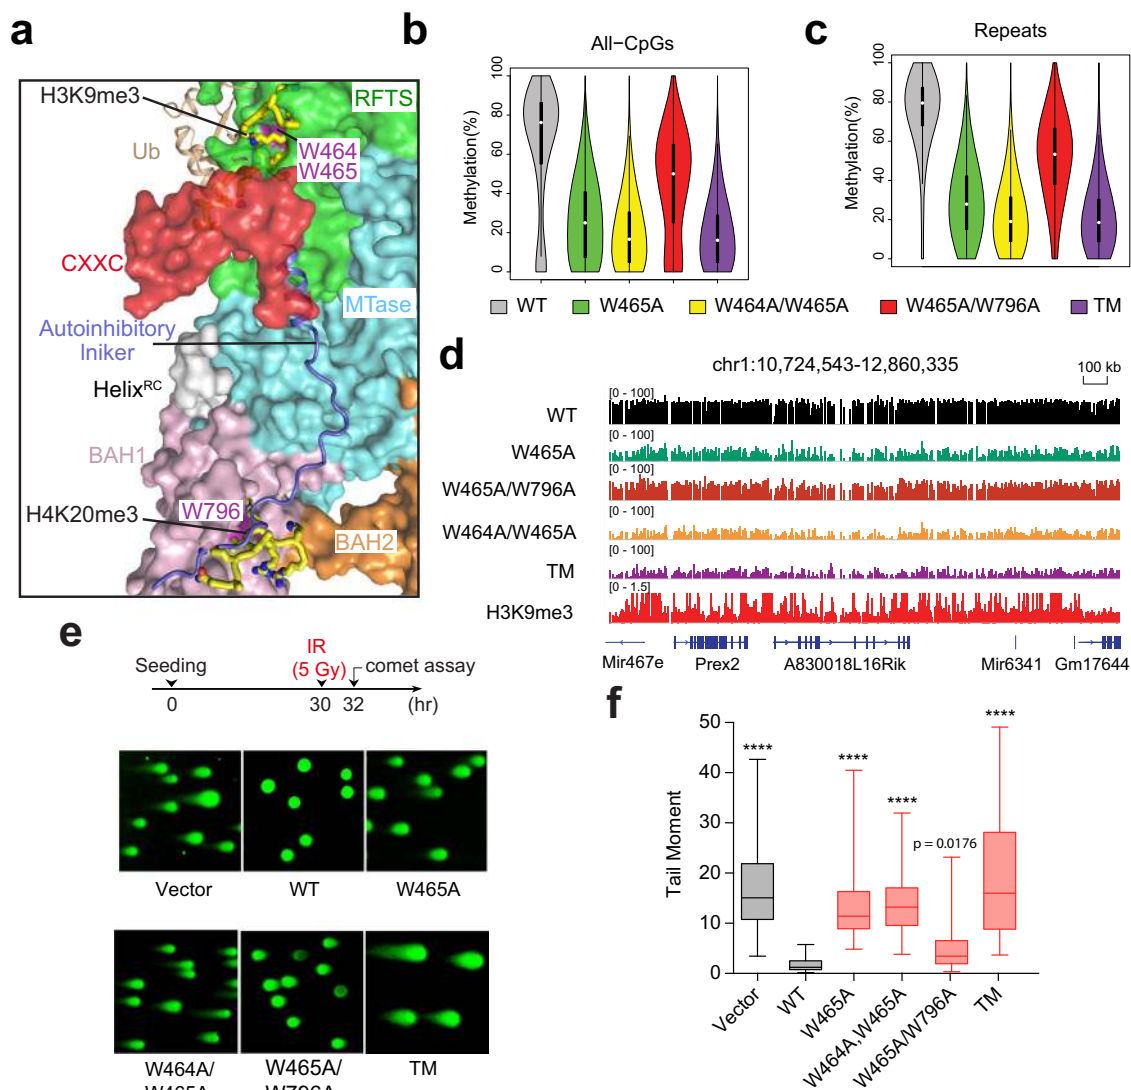 a
H3K9me3
RFTS
Ub
W464
W465
CXXC
MTase
Autoinhibitory
Iniker
HelixRC
BAH1
W796
H4K20me3
BAH2
b
All−CpGs
Methylation(%)
0 20 40 60 80 100
c
Repeats
Methylation(%)
0 20 40 60 80 100
WT W465A W464A/W465A W465A/W796A TM
d
chr1:10,724,543-12,860,335
100 kb
[0 - 100]
WT
[0 - 100]
W465A
[0 - 100]
W465A/W796A
[0 - 100]
W464A/W465A
[0 - 100]
TM
[0 - 1.5]
H3K9me3
Mir467e Prex2 A830018L16Rik Mir6341 Gm17644
e
IR
(5 Gy)
Seeding
comet assay
0 30 32 (hr)
Vector WT W465A
W464A/
W465A
W465A/
W796A
TM
f
Tail Moment
50
40
30
20
10
0
****
****
****
p = 0.0176
****
Vector
WT
W465A
W464A,W465A
W465A/W796A
TM